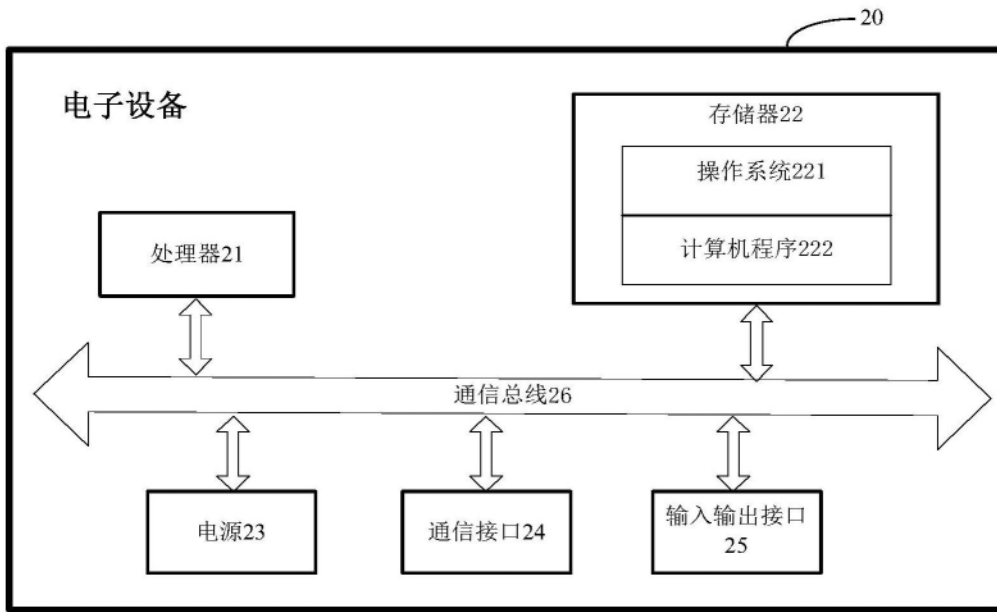 20
电子设备
存储器22
操作系统221
计算机程序222
处理器21
通信总线26
电源23
通信接口24
输入输出接口
25